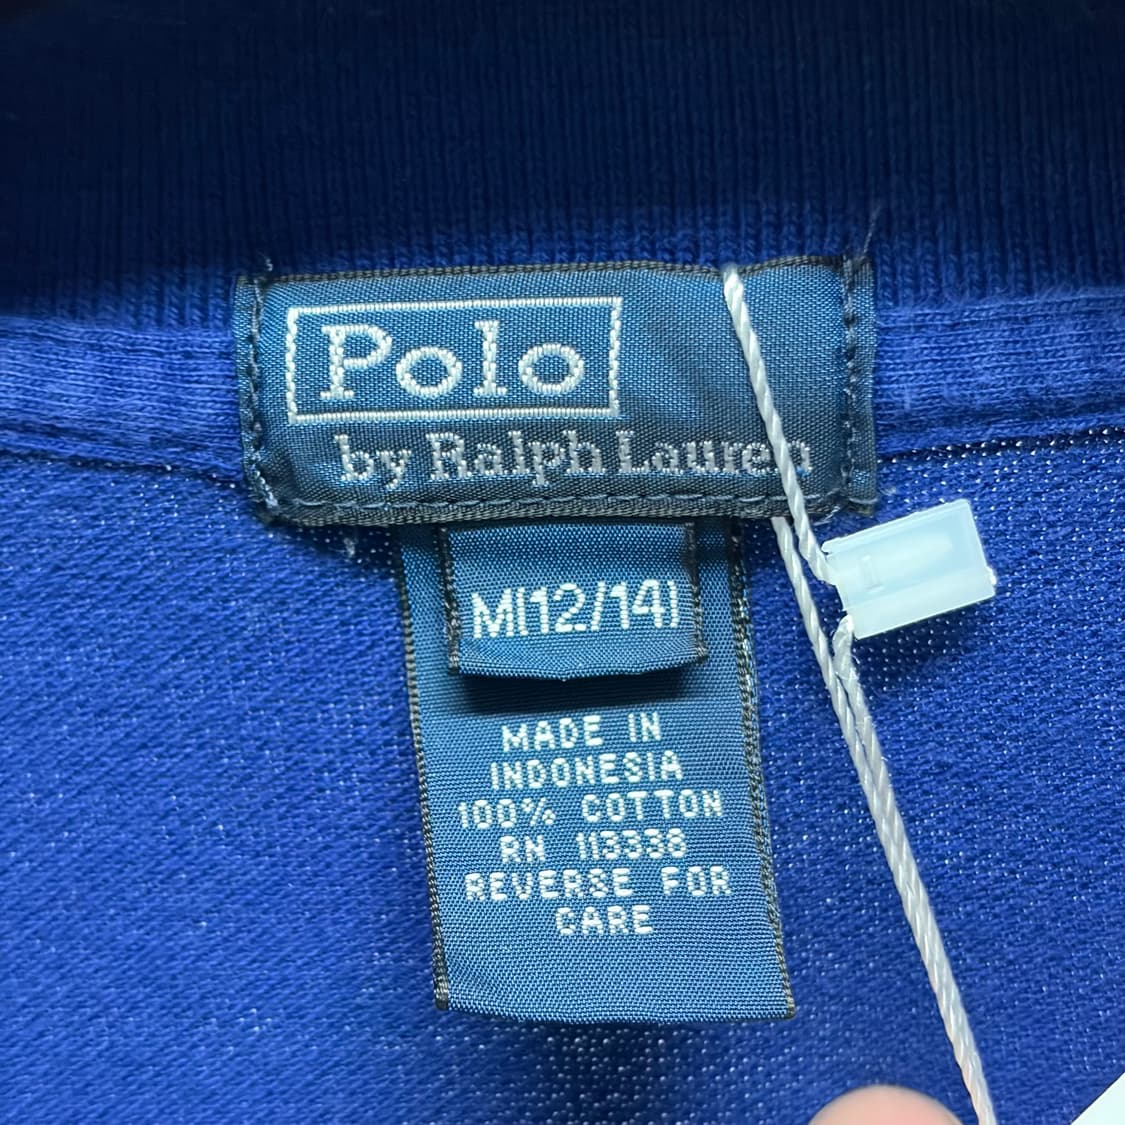 Polo
by Ralph Lauren
M(12/14)
MADE IN
INDONESIA
100% COTTON
RN 113338
REVERSE FOR
CARE